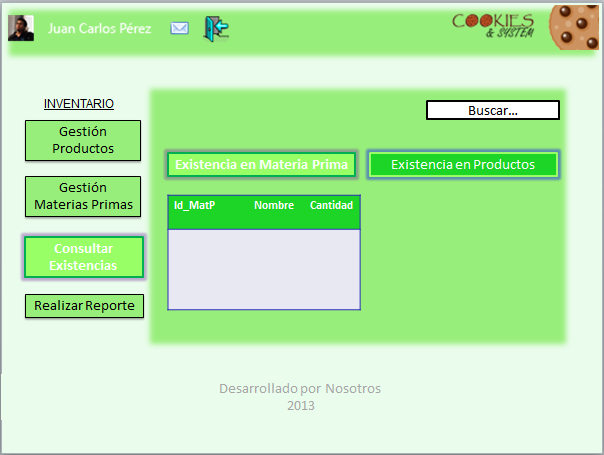 Juan Carlos Pérez
COOKIES
& SYSTEM
INVENTARIO
Gestión
Productos
Gestión
Materias Primas
Consultar
Existencias
Realizar Reporte
Buscar...
Existencia en Materia Prima
Existencia en Productos
Id_MatP Nombre Cantidad
Desarrollado por Nosotros
2013